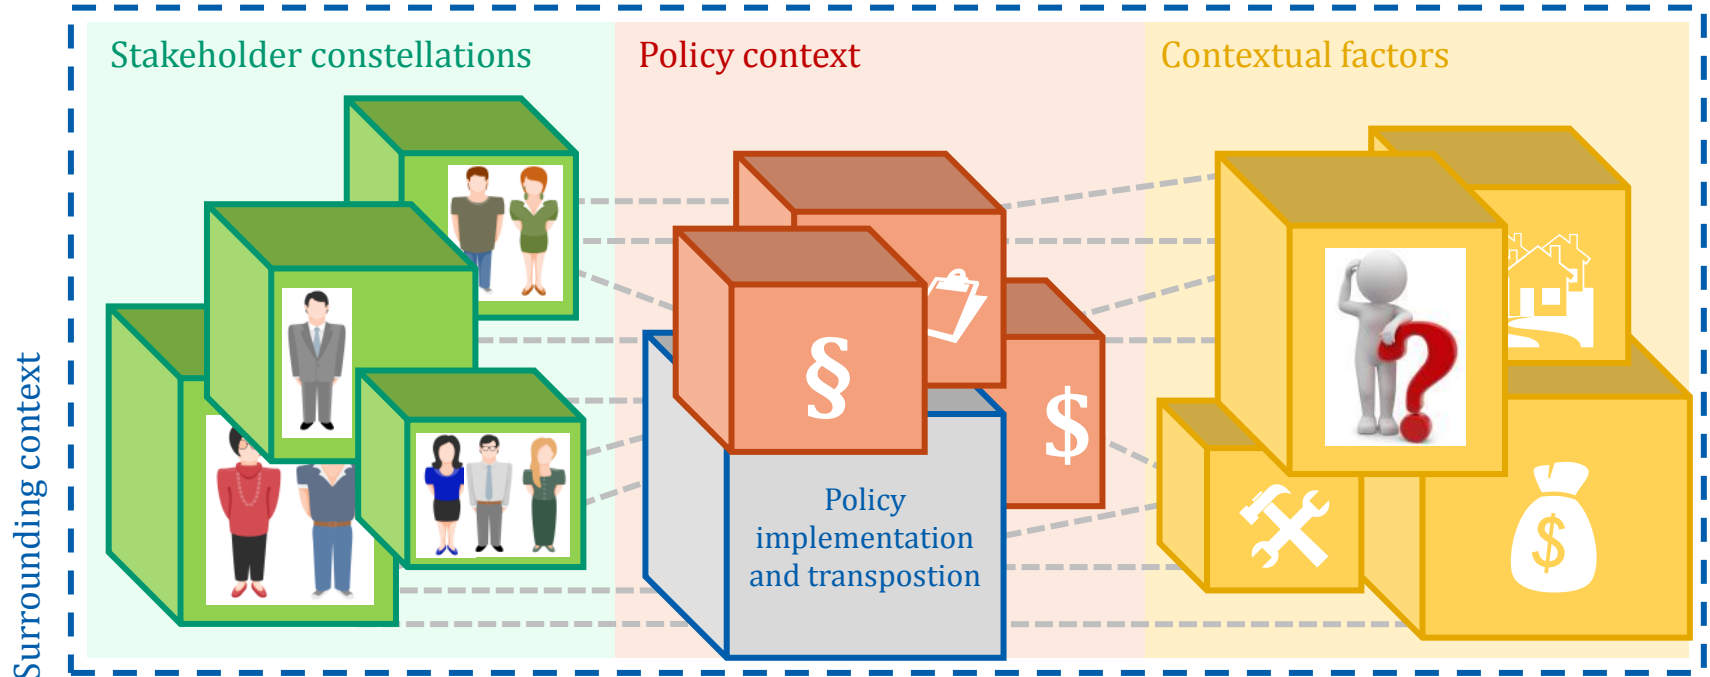 Stakeholder constellations
Policy context
Contextual factors
Surrounding context
§
$
Policy
implementation
and transpostion
?
$